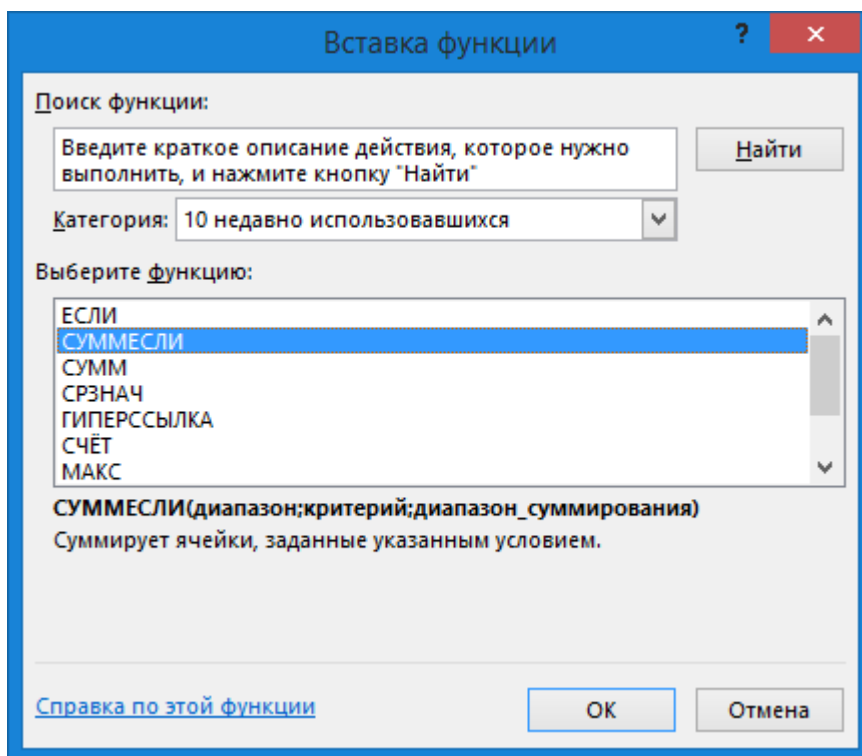 Вставка функции
?
×
Поиск функции:
Введите краткое описание действия, которое нужно
выполнить, и нажмите кнопку "Найти"
Найти
Категория: 10 недавно использовавшихся
Выберите функцию:
ЕСЛИ
СУММЕСЛИ
СУММ
СРЗНАЧ
ГИПЕРССЫЛКА
СЧЁТ
МАКС
СУММЕСЛИ(диапазон;критерий;диапазон_суммирования)
Суммирует ячейки, заданные указанным условием.
Справка по этой функции
ОК
Отмена